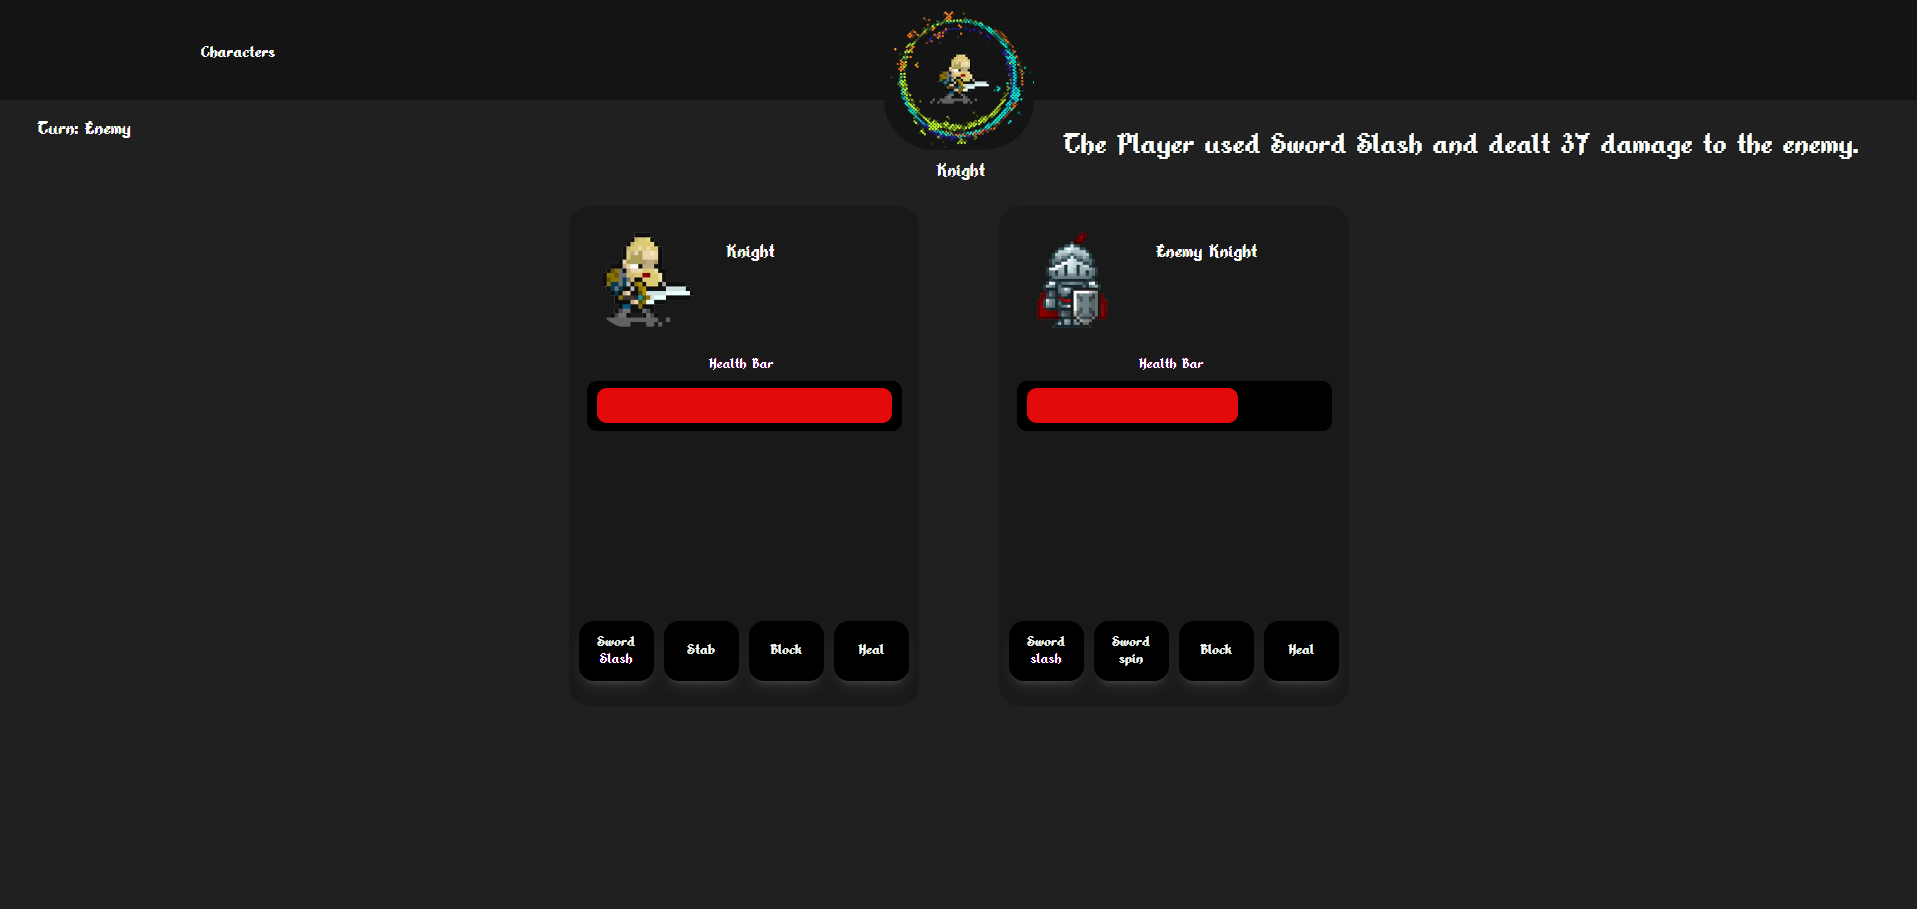 Characters
Turn: Enemy
The Player used Sword Slash and dealt 37 damage to the enemy.
Knight
Knight
Health Bar
Sword
Slash
Stab
Block
Heal
Enemy Knight
Health Bar
Sword
slash
Sword
spin
Block
Heal